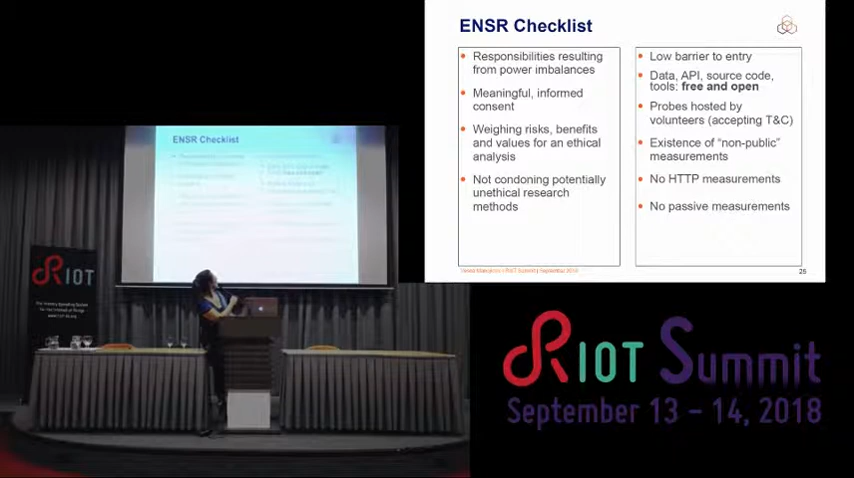 ENSR Checklist
Responsibilities resulting
from power imbalances
Meaningful, informed
consent
Weighing risks, benefits
and values for an ethical
analysis
Not condoning potentially
unethical research
methods
Low barrier to entry
Data, API, source code,
tools: free and open
Probes hosted by
volunteers (accepting T&C)
Existence of “non-public”
measurements
No HTTP measurements
No passive measurements
ENSR Checklist
RIOT
RIOT Summit
September 13 – 14, 2018